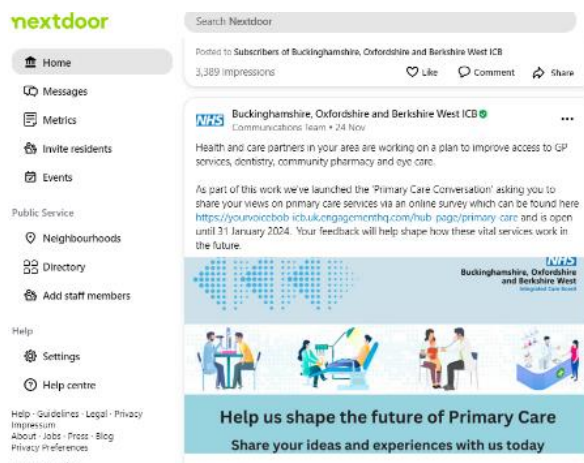 nextdoor
Search Nextdoor
Home
Messages
Metrics
Invite residents
Events
Public Service
Neighbourhoods
Directory
Add staff members
Help
Settings
Help centre
Help · Guidelines · Legal · Privacy
Impressum
About · Jobs · Press · Blog
Privacy Preferences
Posted to Subscribers of Buckinghamshire, Oxfordshire and Berkshire West ICB
3,389 Impressions
Like
Comment
Share
NHS
Buckinghamshire, Oxfordshire and Berkshire West ICB
Communications Team • 24 Nov
Health and care partners in your area are working on a plan to improve access to GP
services, dentistry, community pharmacy and eye care.
As part of this work we've launched the 'Primary Care Conversation' asking you to
share your views on primary care services via an online survey which can be found here
https://yourvoicebob-icb.uk.engagementhq.com/hub-page/primary-care and is open
until 31 January 2024. Your feedback will help shape how these vital services work in
the future.
NHS
Buckinghamshire, Oxfordshire
and Berkshire West
Integrated Care Board
Help us shape the future of Primary Care
Share your ideas and experiences with us today